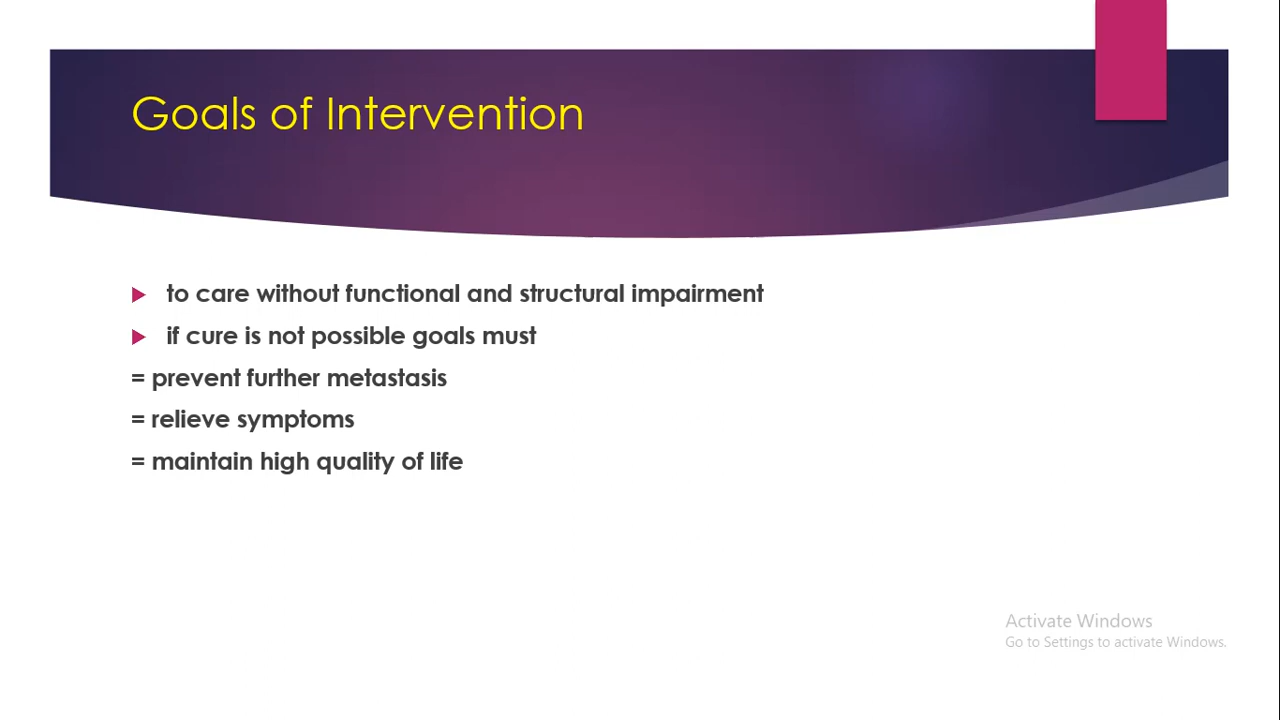 Goals of Intervention
to care without functional and structural impairment
if cure is not possible goals must
= prevent further metastasis
= relieve symptoms
= maintain high quality of life
Activate Windows
Go to Settings to activate Windows.